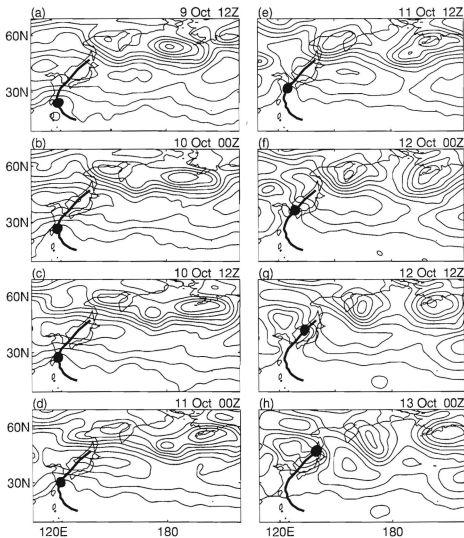 (a) 9 Oct 12Z
60N
30N
(b) 10 Oct 00Z
60N
30N
(c) 10 Oct 12Z
60N
30N
(d) 11 Oct 00Z
60N
30N
120E 180
(e) 11 Oct 12Z
(f) 12 Oct 00Z
(g) 12 Oct 12Z
(h) 13 Oct 00Z
120E 180